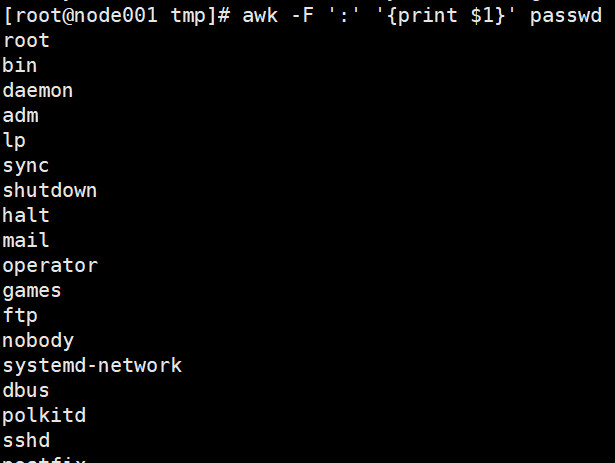 [root@node001 tmp]# awk -F ':' '{print $1}' passwd
root
bin
daemon
adm
lp
sync
shutdown
halt
mail
operator
games
ftp
nobody
systemd-network
dbus
polkitd
sshd
postfix